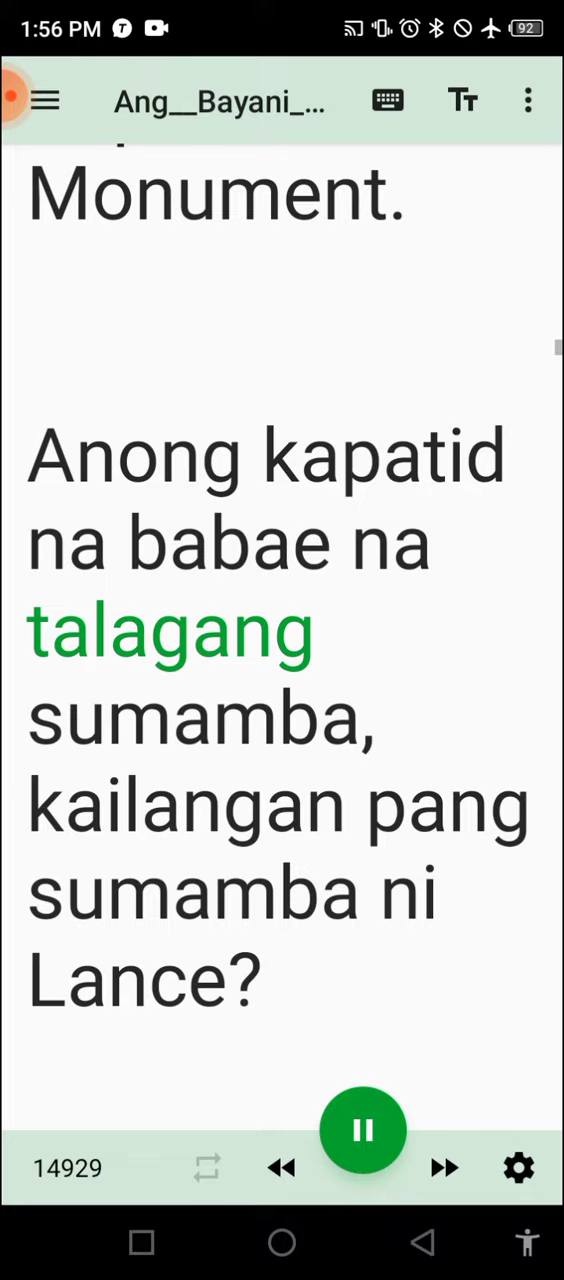 1:56 PM
92
Ang__Bayani_...
Monument.
Anong kapatid
na babae na
talagang
sumamba,
kailangan pang
sumamba ni
Lance?
14929